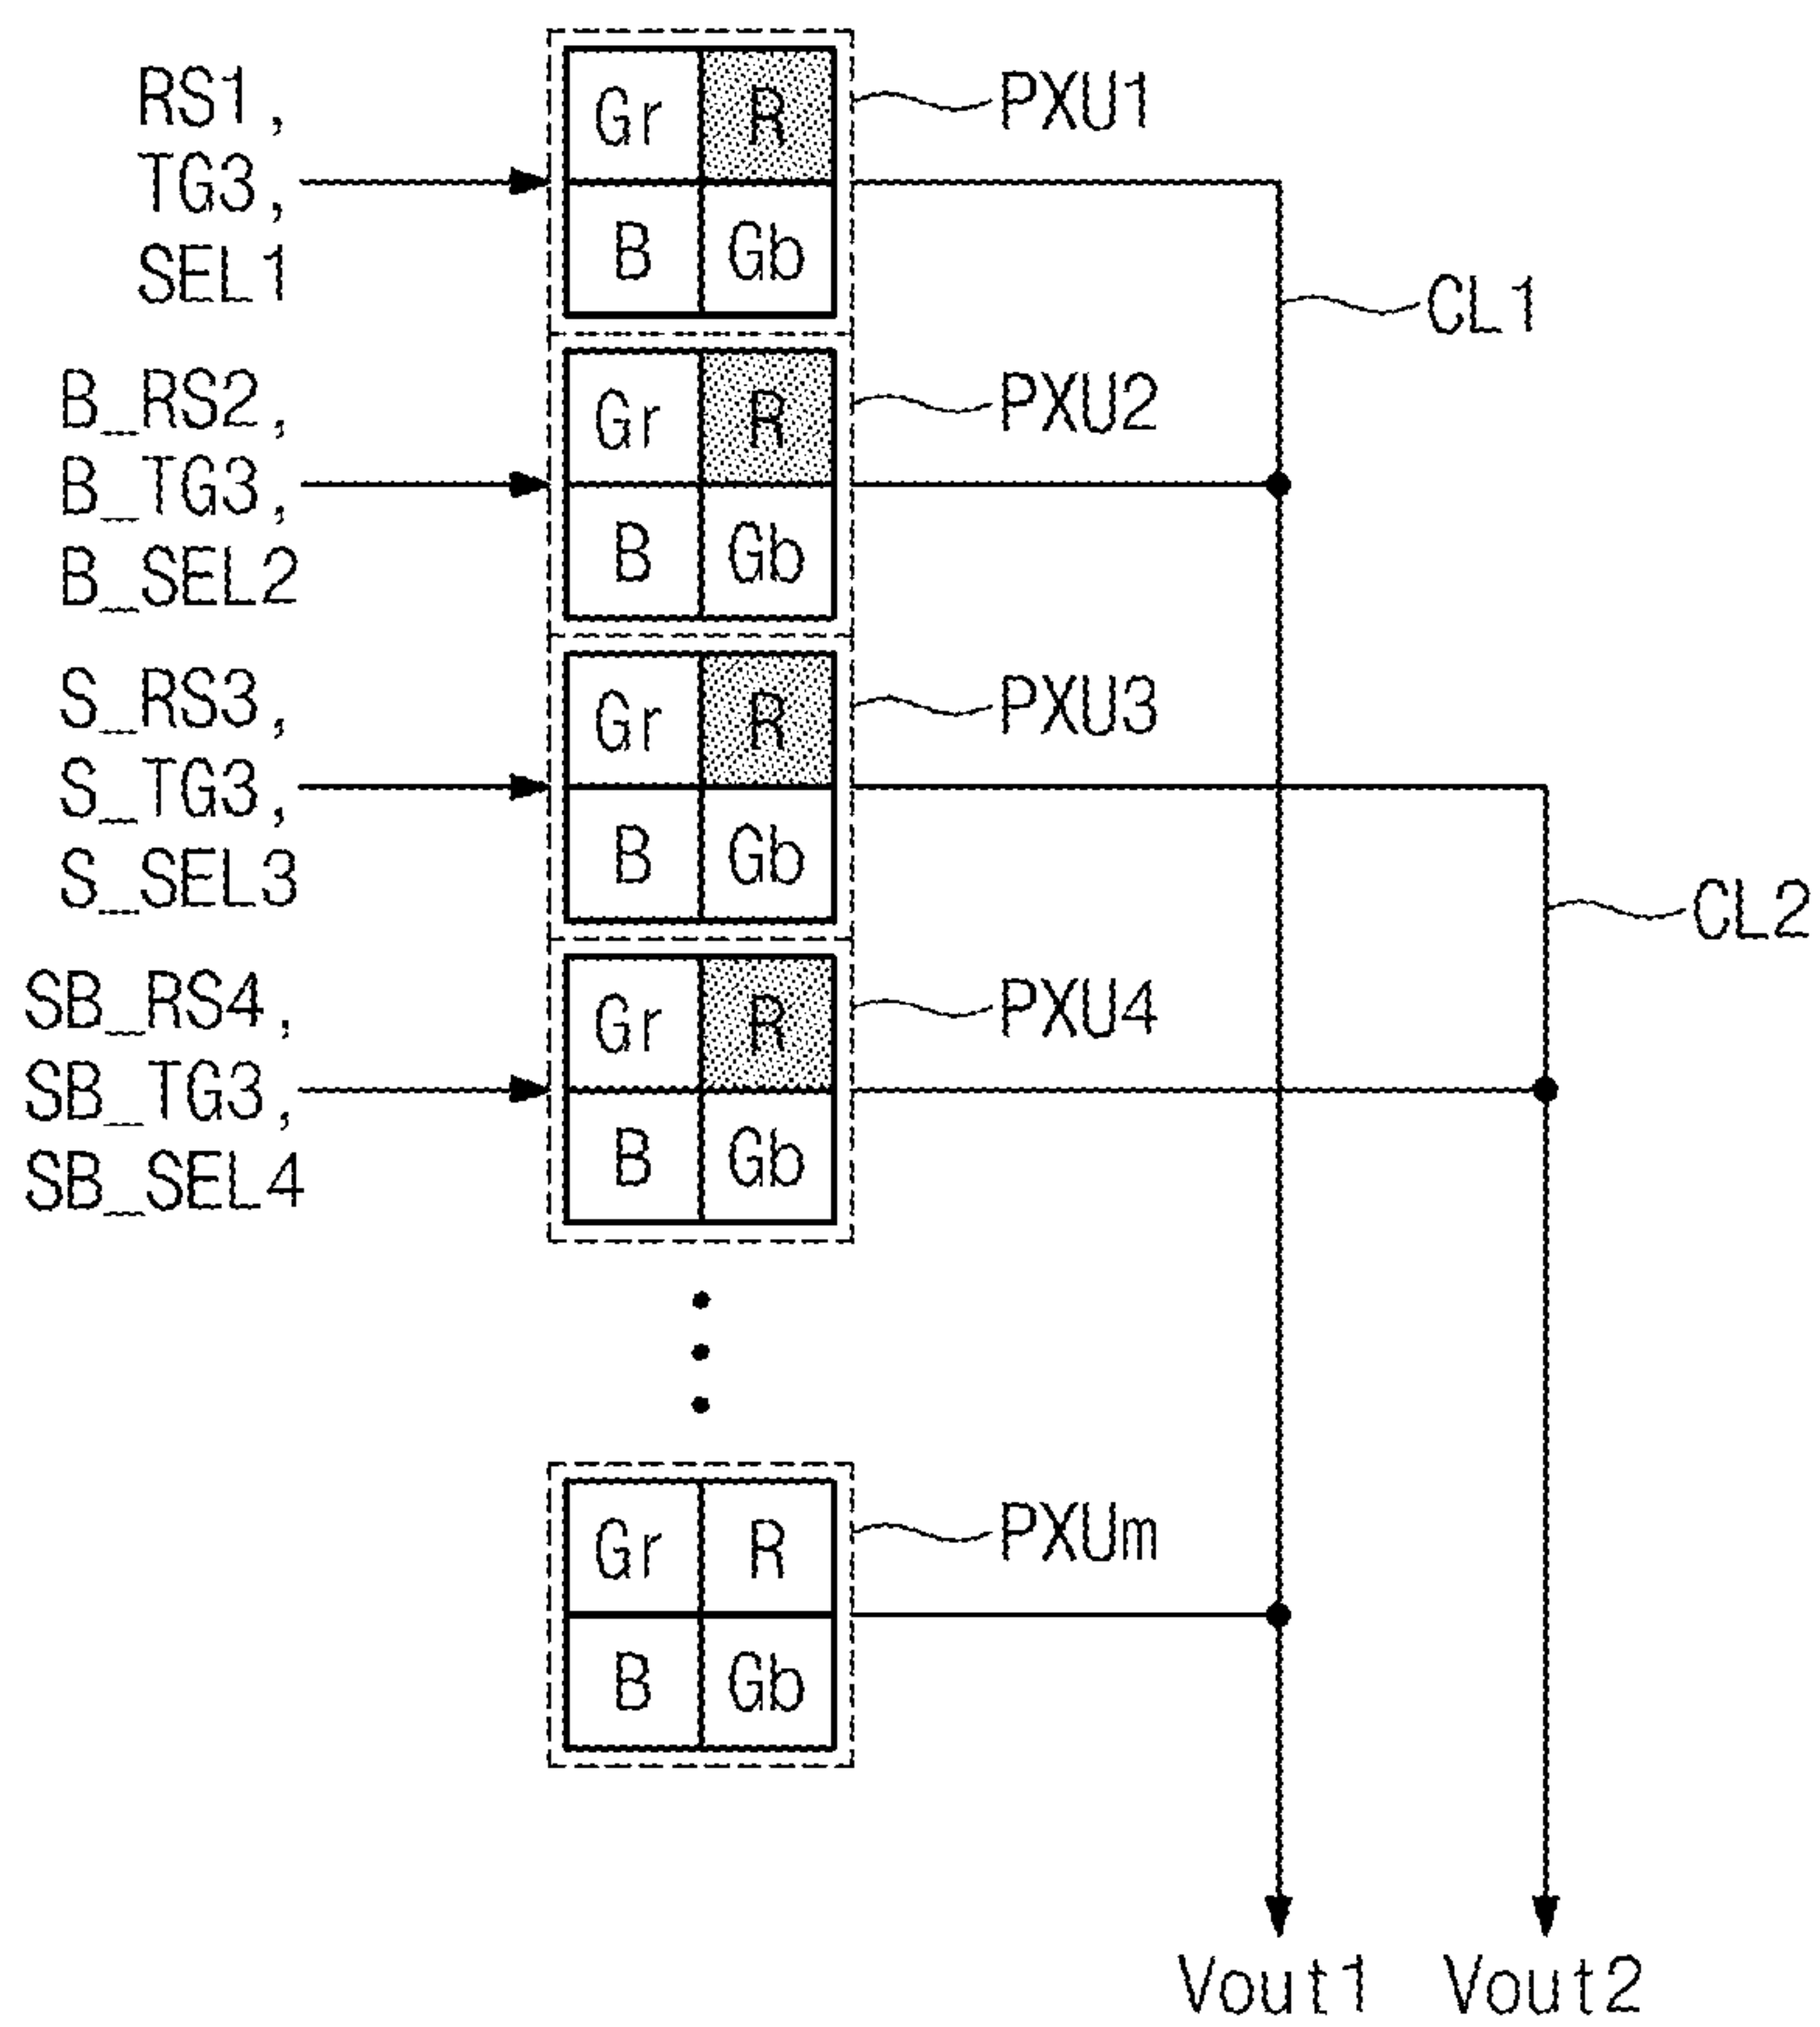 RS1,
TG3,
SEL1
Gr R
B Gb
PXU1
CL1
B_RS2,
B_TG3,
B_SEL2
Gr R
B Gb
PXU2
S_RS3,
S_TG3,
S_SEL3
Gr R
B Gb
PXU3
CL2
SB_RS4,
SB_TG3,
SB_SEL4
Gr R
B Gb
PXU4
Gr R
B Gb
PXUm
Vout1 Vout2